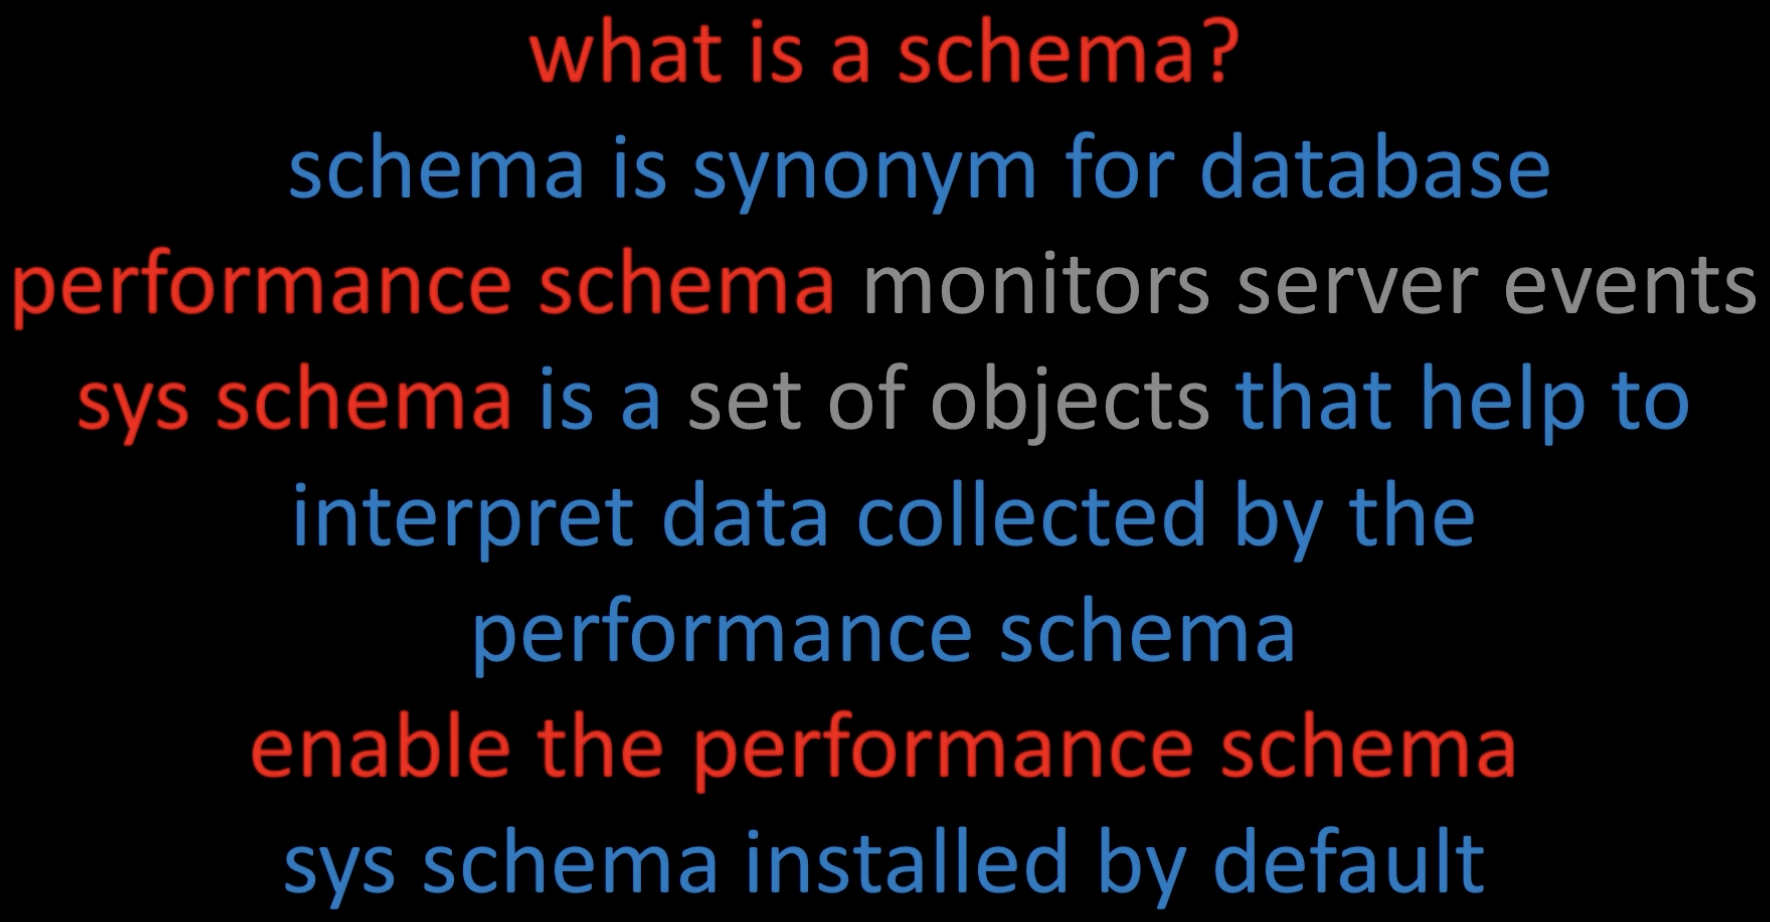 what is a schema?
schema is synonym for database
performance schema monitors server events
sys schema is a set of objects that help to
interpret data collected by the
performance schema
enable the performance schema
sys schema installed by default